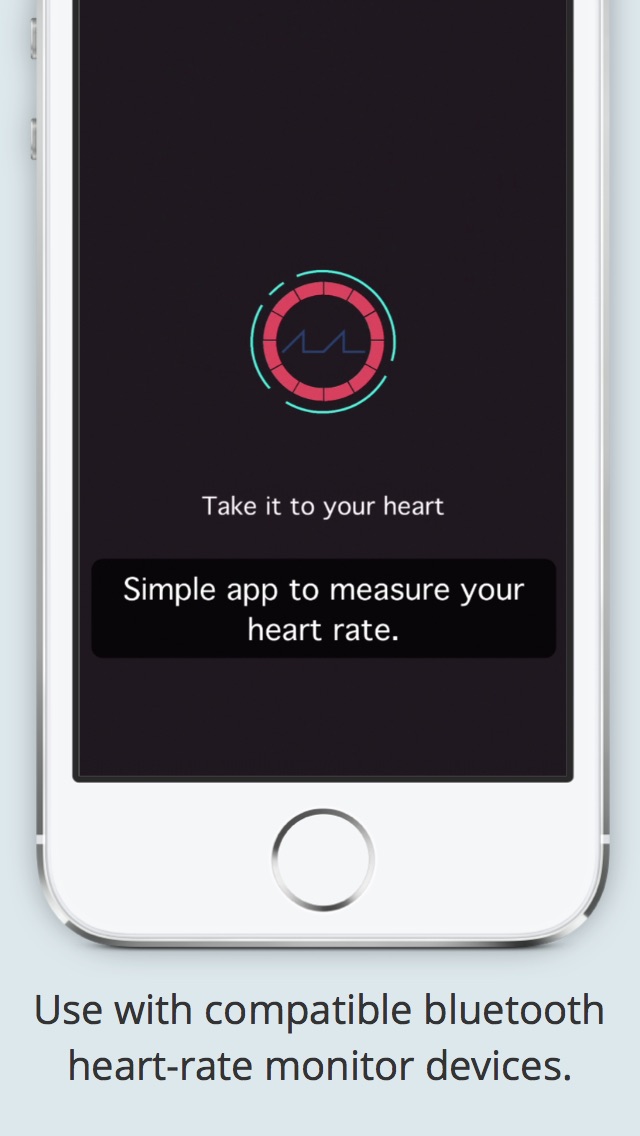 Take it to your heart
Simple app to measure your
heart rate.
Use with compatible bluetooth
heart-rate monitor devices.